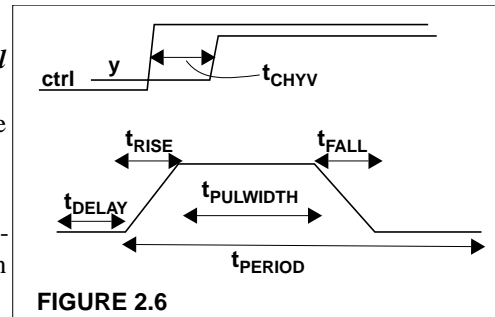 l
e
-
n
y
ctrl
tCHYV
tRISE
tFALL
tDELAY
tPULWIDTH
tPERIOD
FIGURE 2.6